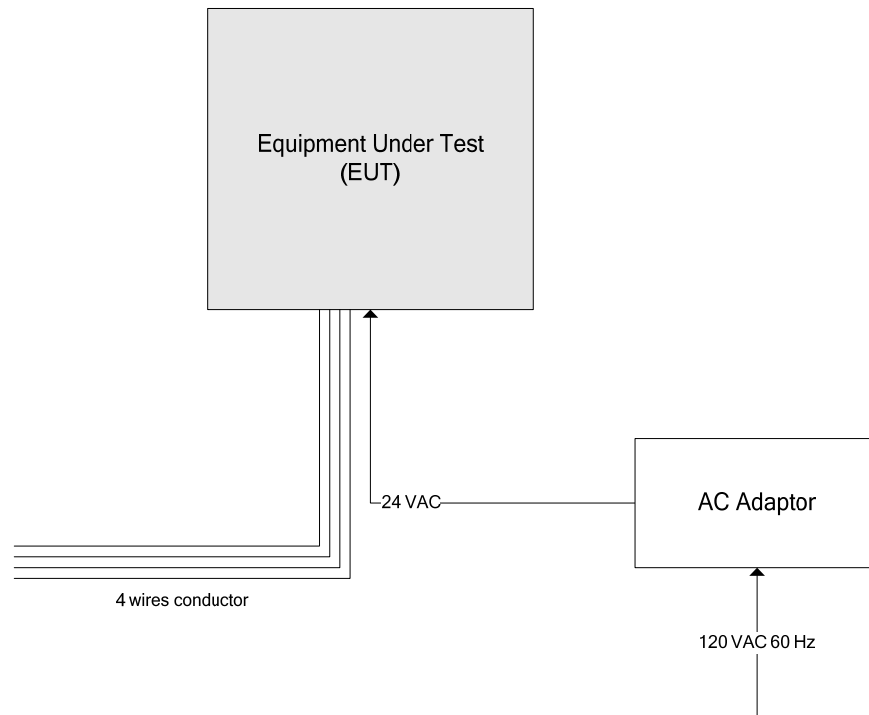 Equipment Under Test
(EUT)
24 VAC
AC Adaptor
4 wires conductor
120 VAC 60 Hz